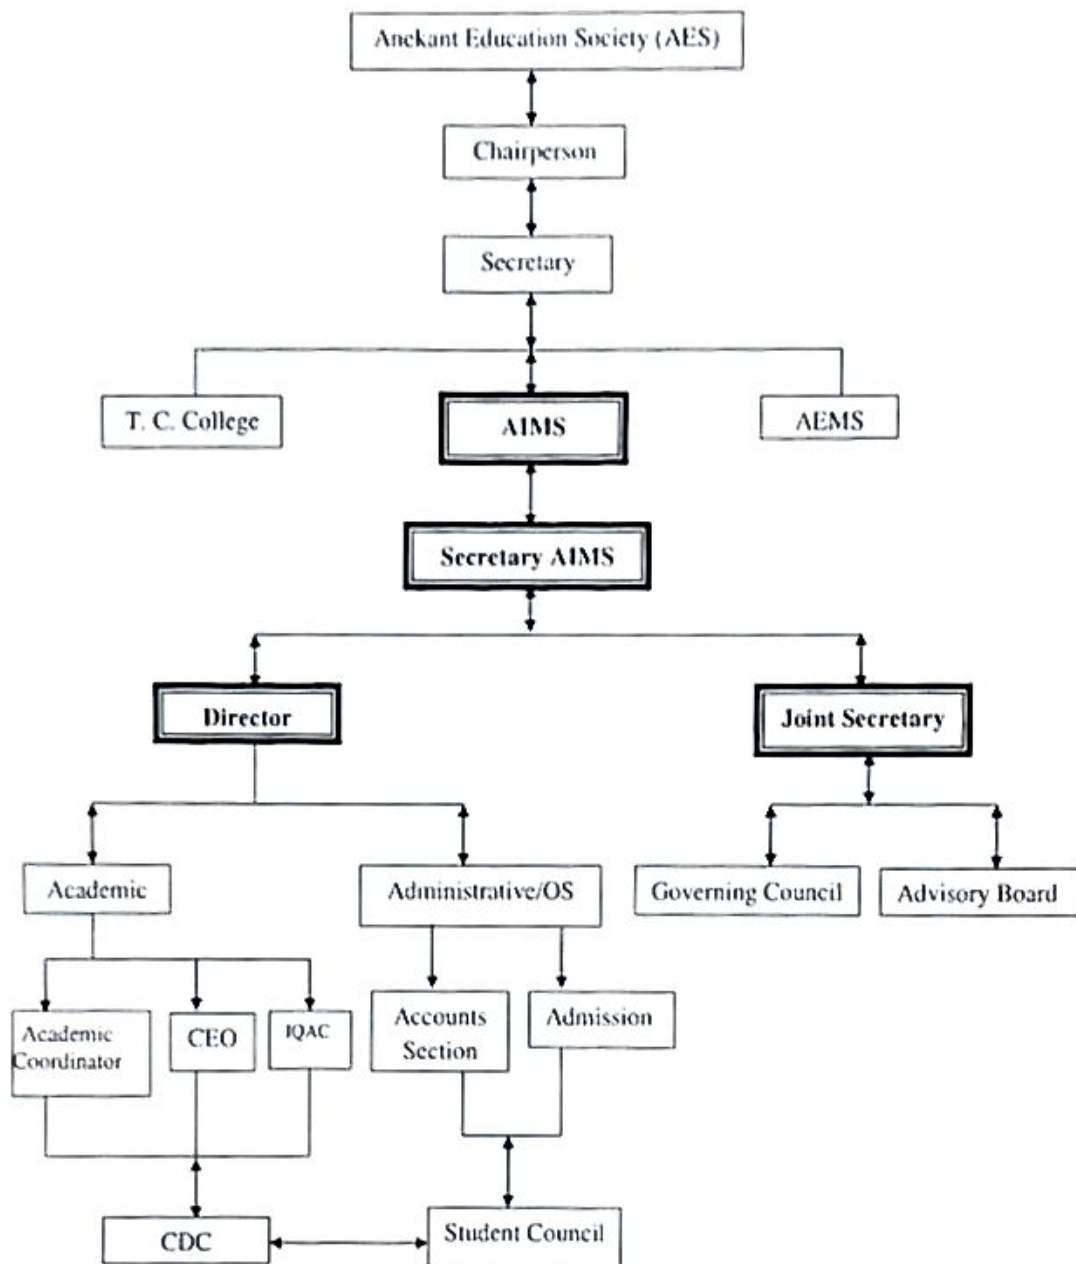 Anekant Education Society (AES)
Chairperson
Secretary
T. C. College
AIMS
AEMS
Secretary AIMS
Director
Joint Secretary
Academic
Administrative/OS
Governing Council
Advisory Board
Academic
Coordinator
CEO
IQAC
Accounts
Section
Admission
CDC
Student Council